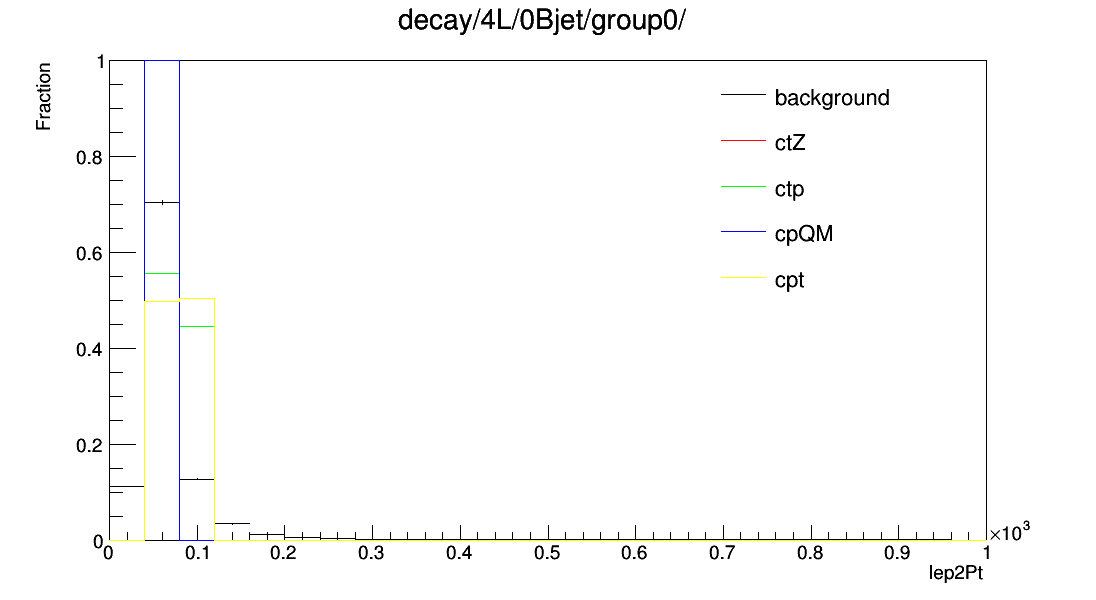 decay/4L/0Bjet/group0/
Fraction
1
0.8
0.6
0.4
0.2
0
background
ctZ
ctp
cpQM
cpt
0 0.1 0.2 0.3 0.4 0.5 0.6 0.7 0.8 0.9 1
×10³
lep2Pt